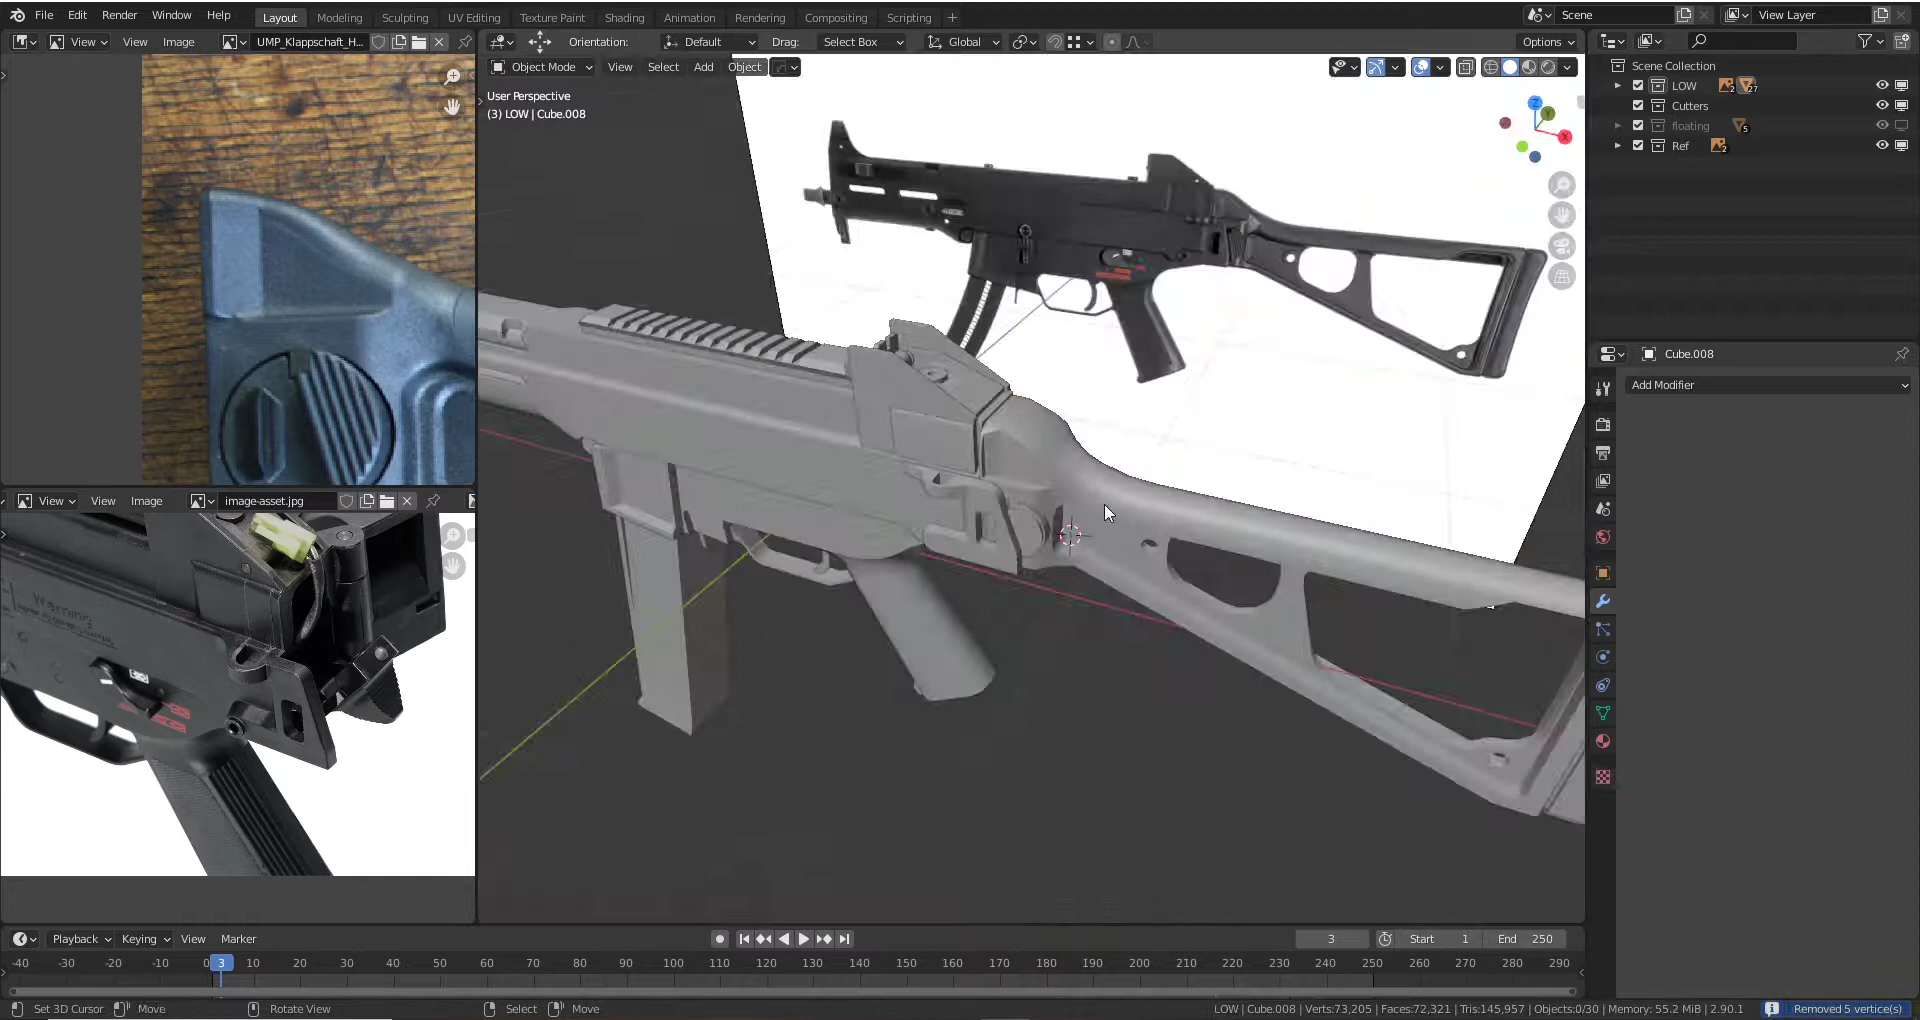 File Edit Render Window Help Layout Modeling Sculpting UV Editing Texture Paint Shading Animation Rendering Compositing Scripting + Scene View Layer
View View Image UMP_Klappschaft_H... Orientation: Default Drag: Select Box Global Options
Object Mode View Select Add Object
User Perspective
(3) LOW | Cube.008
Z
X
Scene Collection
LOW 2 27
Cutters
floating 5
Ref 2
Cube.008
Add Modifier
View View Image image-asset.jpg
Warning
Playback Keying View Marker 3 Start 1 End 250
-40 -30 -20 -10 0 3 10 20 30 40 50 60 70 80 90 100 110 120 130 140 150 160 170 180 190 200 210 220 230 240 250 260 270 280 290
Set 3D Cursor Move Rotate View Select Move LOW | Cube.008 | Verts:73,205 | Faces:72,321 | Tris:145,957 | Objects:0/30 | Memory: 55.2 MiB | 2.90.1 Removed 5 vertice(s)